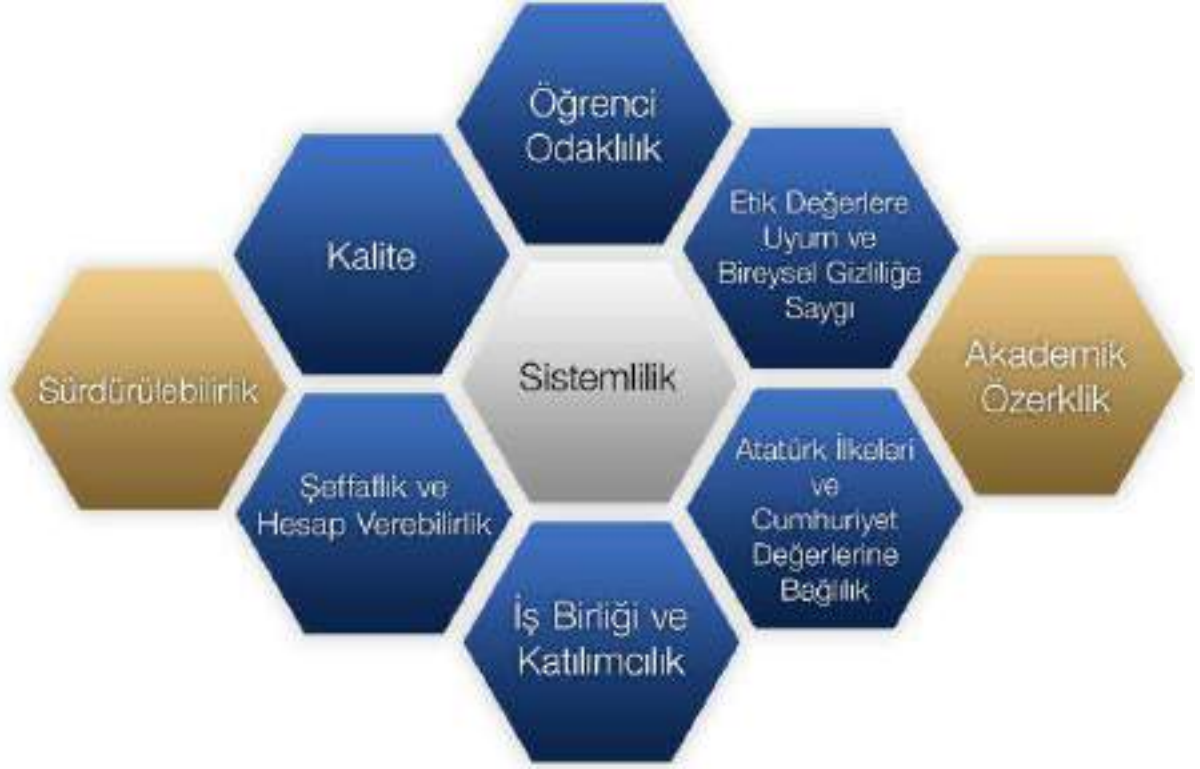 Öğrenci
Odaklılık
Kalite
Etik Değerlere
Uyum ve
Bireysel Gizliliğe
Saygı
Sürdürülebilirlik
Sistemlilik
Akademik
Özerklik
Şeffaflık ve
Hesap Verebilirlik
Atatürk İlkeleri
ve
Cumhuriyet
Değerlerine
Bağlılık
İş Birliği ve
Katılımcılık